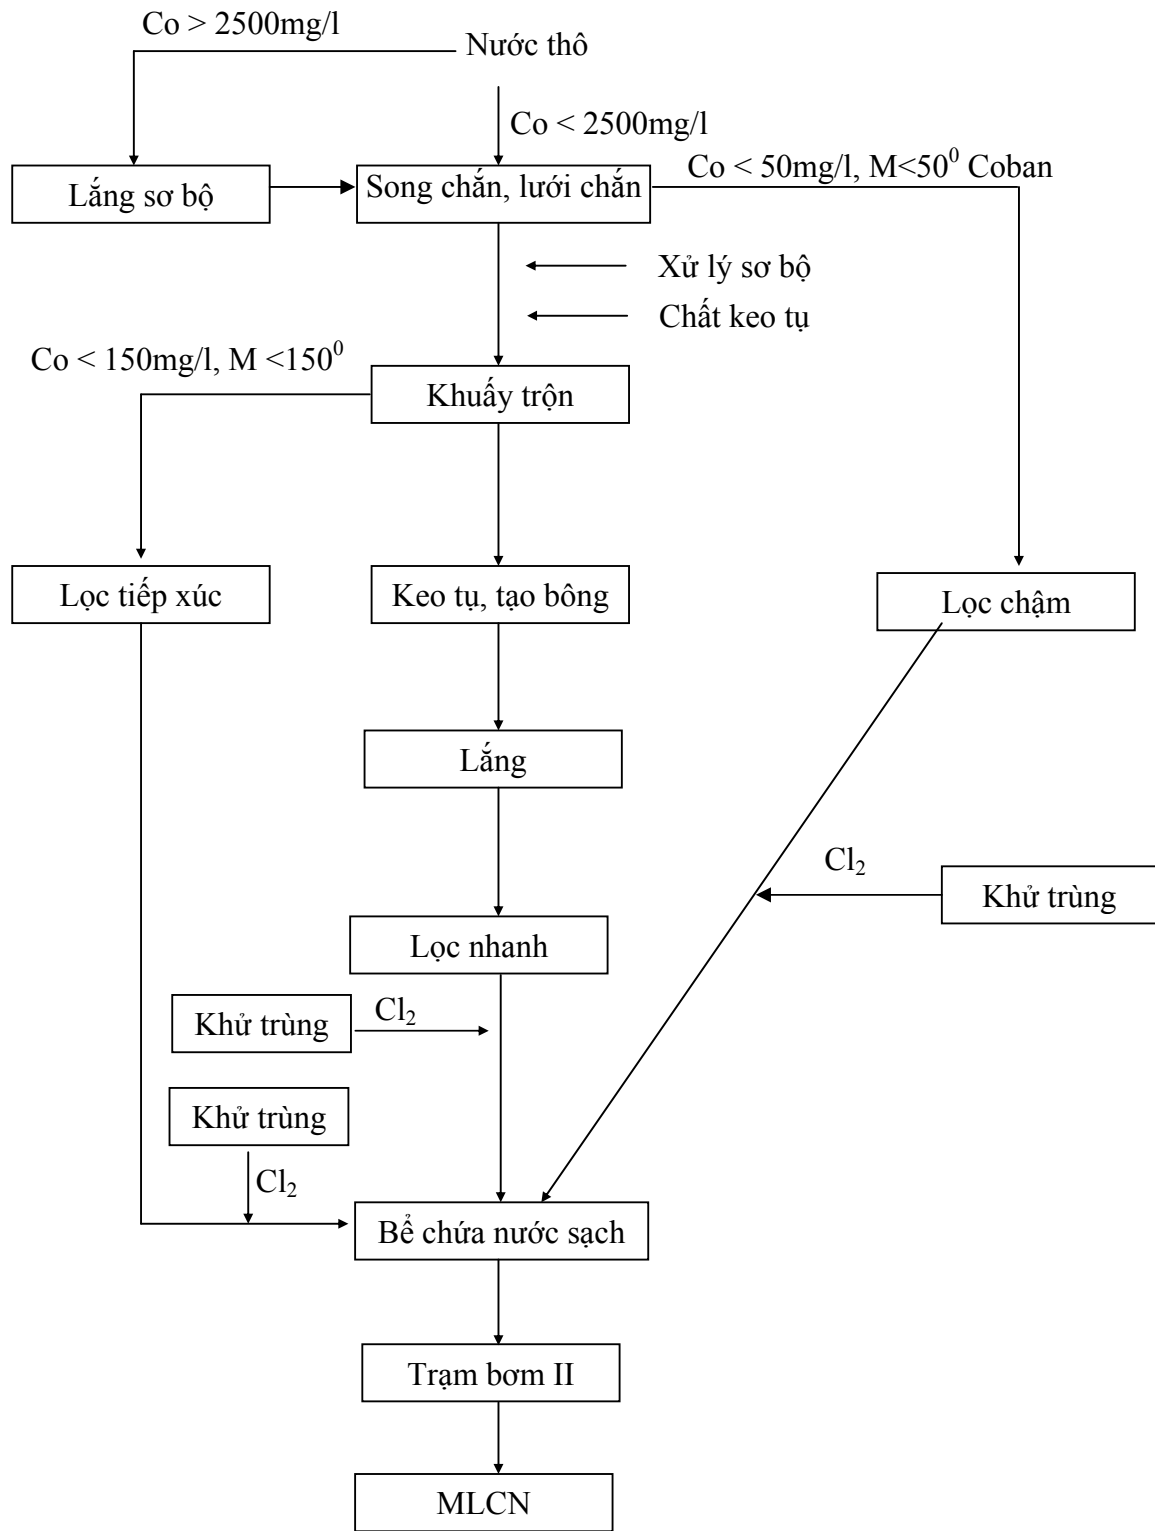 Co > 2500mg/l
Nước thô
Co < 2500mg/l
Lắng sơ bộ
Song chắn, lưới chắn
Co < 50mg/l, M<50⁰ Coban
Xử lý sơ bộ
Chất keo tụ
Co < 150mg/l, M <150⁰
Khuấy trộn
Lọc tiếp xúc
Keo tụ, tạo bông
Lọc chậm
Lắng
Cl₂
Khử trùng
Lọc nhanh
Khử trùng
Cl₂
Khử trùng
Cl₂
Bể chứa nước sạch
Trạm bơm II
MLCN